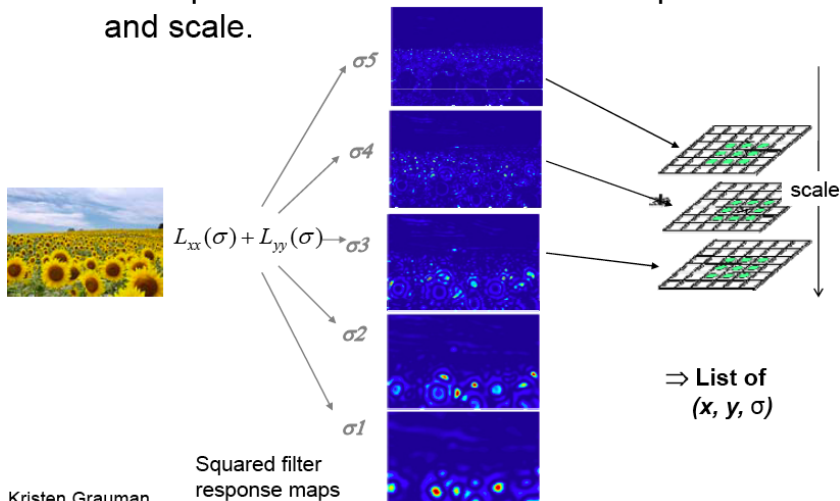 and scale.
σ5
σ4
L_xx(σ) + L_yy(σ)
σ3
σ2
σ1
scale
⇒ List of
(x, y, σ)
Squared filter
response maps
Kristen Grauman